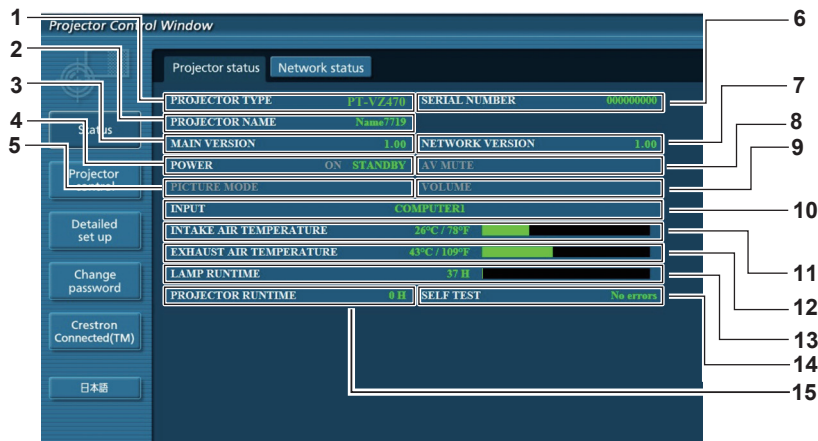 Projector Control Window
1
2
3
4
5
6
7
8
9
10
11
12
13
14
15
Projector status
Network status
Status
Projector control
Detailed set up
Change password
Crestron Connected(TM)
日本語
PROJECTOR TYPE PT-VZ470 SERIAL NUMBER 000000000
PROJECTOR NAME Name7719
MAIN VERSION 1.00 NETWORK VERSION 1.00
POWER ON STANDBY AV MUTE
PICTURE MODE VOLUME
INPUT COMPUTER1
INTAKE AIR TEMPERATURE 26°C / 78°F
EXHAUST AIR TEMPERATURE 43°C / 109°F
LAMP RUNTIME 37 H
PROJECTOR RUNTIME 0 H SELF TEST No errors